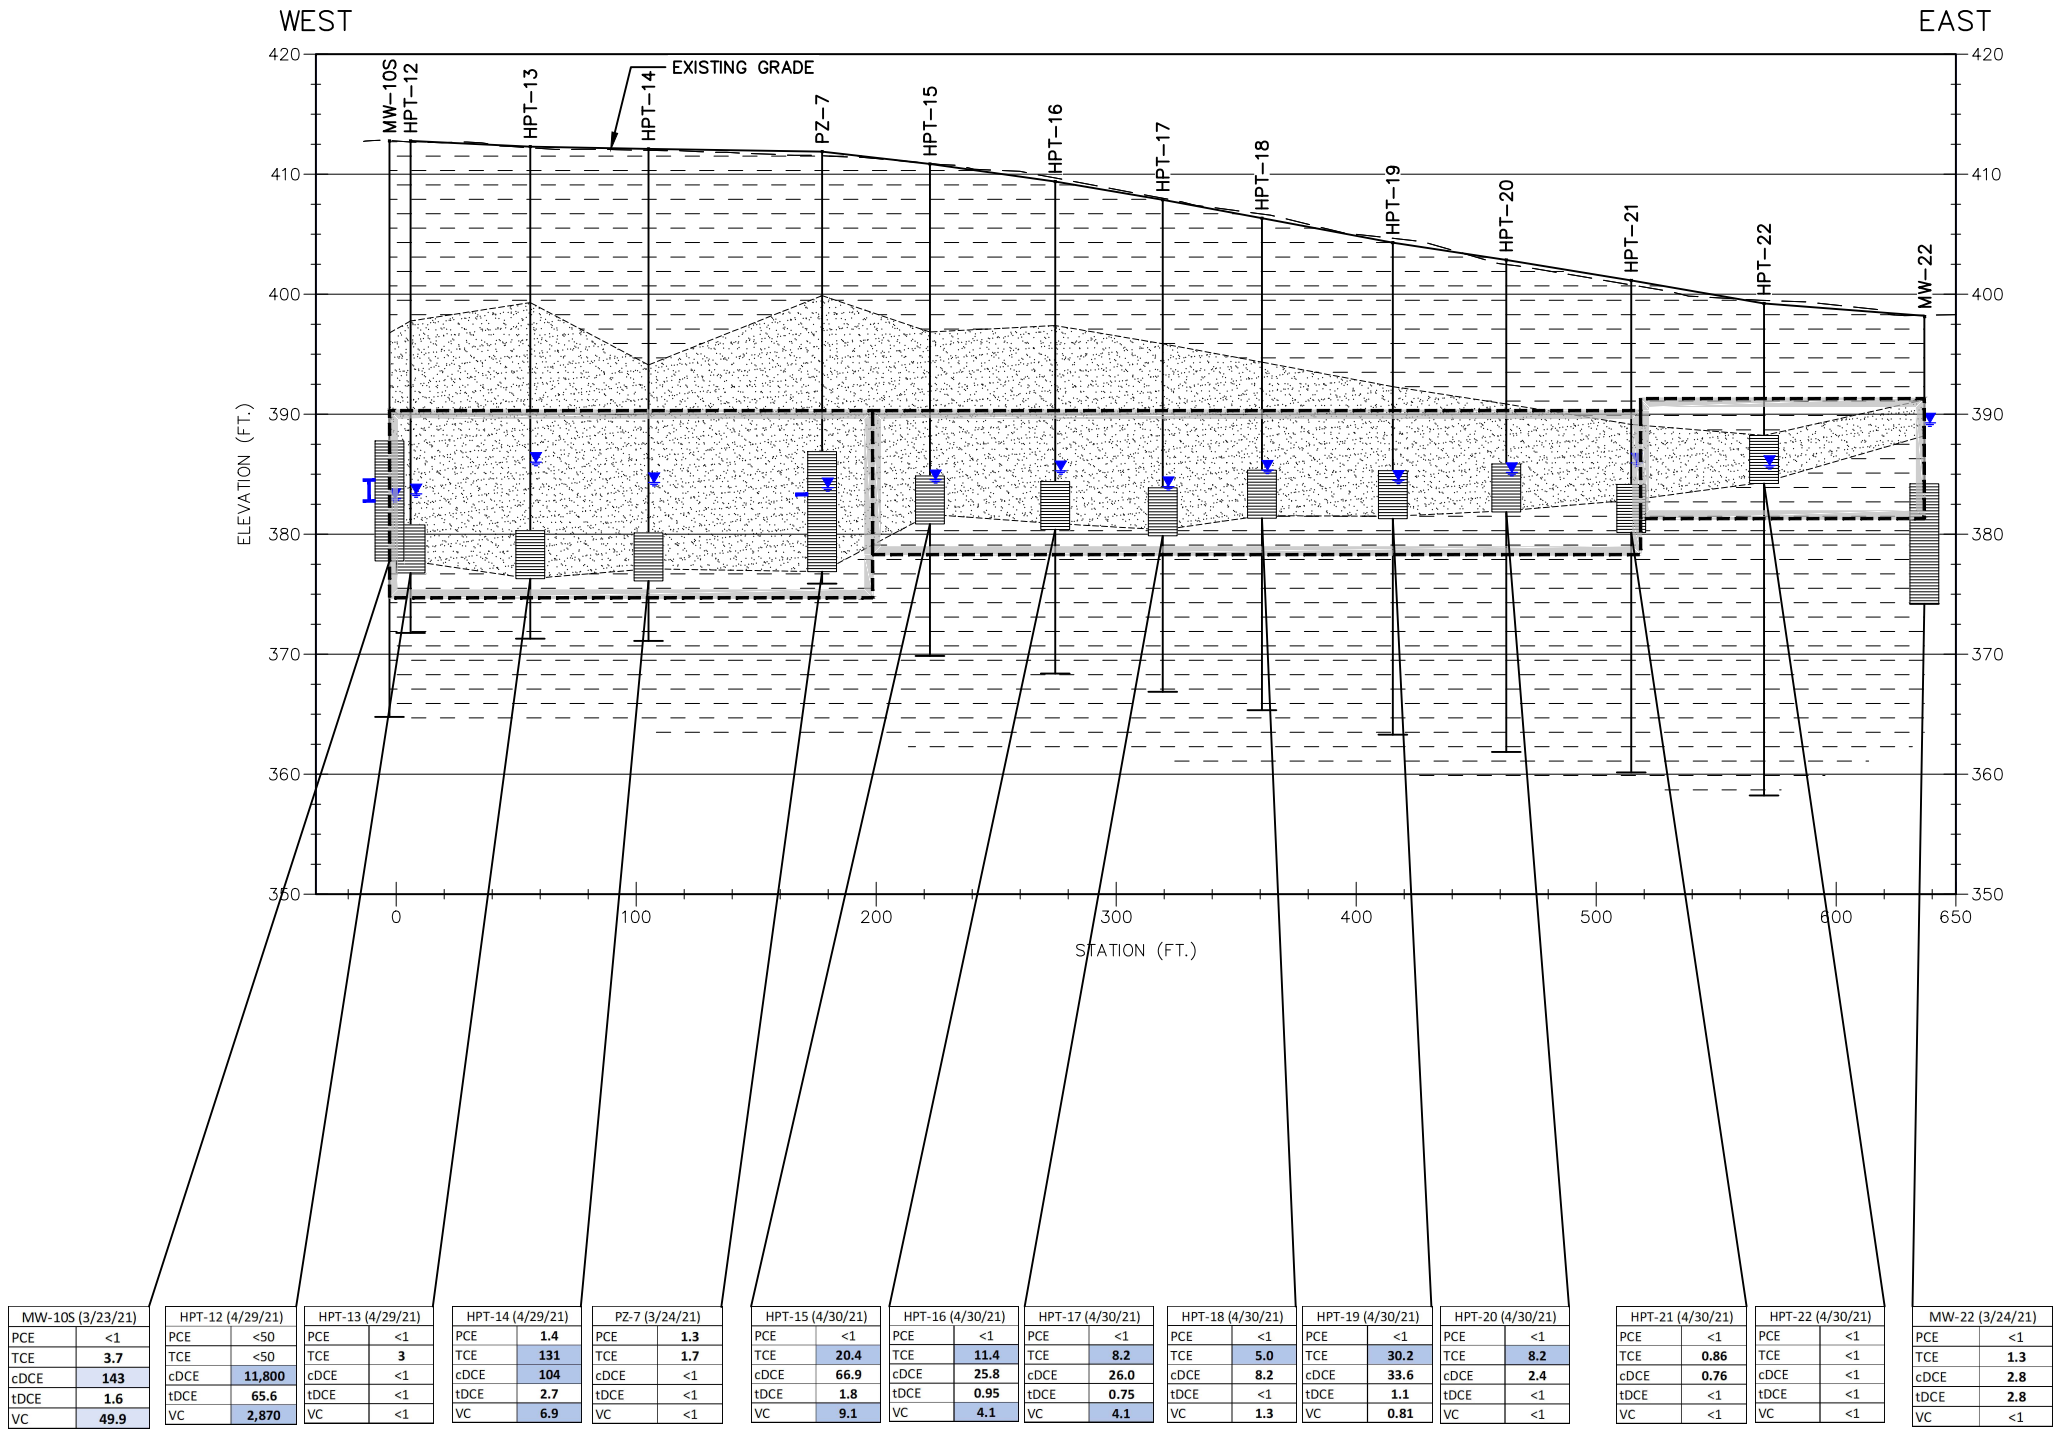 WEST
EAST
420
420
EXISTING GRADE
MW-10S
HPT-12
HPT-13
HPT-14
PZ-7
HPT-15
HPT-16
HPT-17
HPT-18
HPT-19
HPT-20
HPT-21
HPT-22
MW-22
410
410
400
400
390
390
380
380
370
370
360
360
350
350
ELEVATION (FT.)
0
100
200
300
400
500
600
650
STATION (FT.)
MW-10S (3/23/21)
PCE <1
TCE 3.7
cDCE 143
tDCE 1.6
VC 49.9
HPT-12 (4/29/21)
PCE <50
TCE <50
cDCE 11,800
tDCE 65.6
VC 2,870
HPT-13 (4/29/21)
PCE <1
TCE 3
cDCE <1
tDCE <1
VC <1
HPT-14 (4/29/21)
PCE 1.4
TCE 131
cDCE 104
tDCE 2.7
VC 6.9
PZ-7 (3/24/21)
PCE 1.3
TCE 1.7
cDCE <1
tDCE <1
VC <1
HPT-15 (4/30/21)
PCE <1
TCE 20.4
cDCE 66.9
tDCE 1.8
VC 9.1
HPT-16 (4/30/21)
PCE <1
TCE 11.4
cDCE 25.8
tDCE 0.95
VC 4.1
HPT-17 (4/30/21)
PCE <1
TCE 8.2
cDCE 26.0
tDCE 0.75
VC 4.1
HPT-18 (4/30/21)
PCE <1
TCE 5.0
cDCE 8.2
tDCE <1
VC 1.3
HPT-19 (4/30/21)
PCE <1
TCE 30.2
cDCE 33.6
tDCE 1.1
VC 0.81
HPT-20 (4/30/21)
PCE <1
TCE 8.2
cDCE 2.4
tDCE <1
VC <1
HPT-21 (4/30/21)
PCE <1
TCE 0.86
cDCE 0.76
tDCE <1
VC <1
HPT-22 (4/30/21)
PCE <1
TCE <1
cDCE <1
tDCE <1
VC <1
MW-22 (3/24/21)
PCE <1
TCE 1.3
cDCE 2.8
tDCE 2.8
VC <1